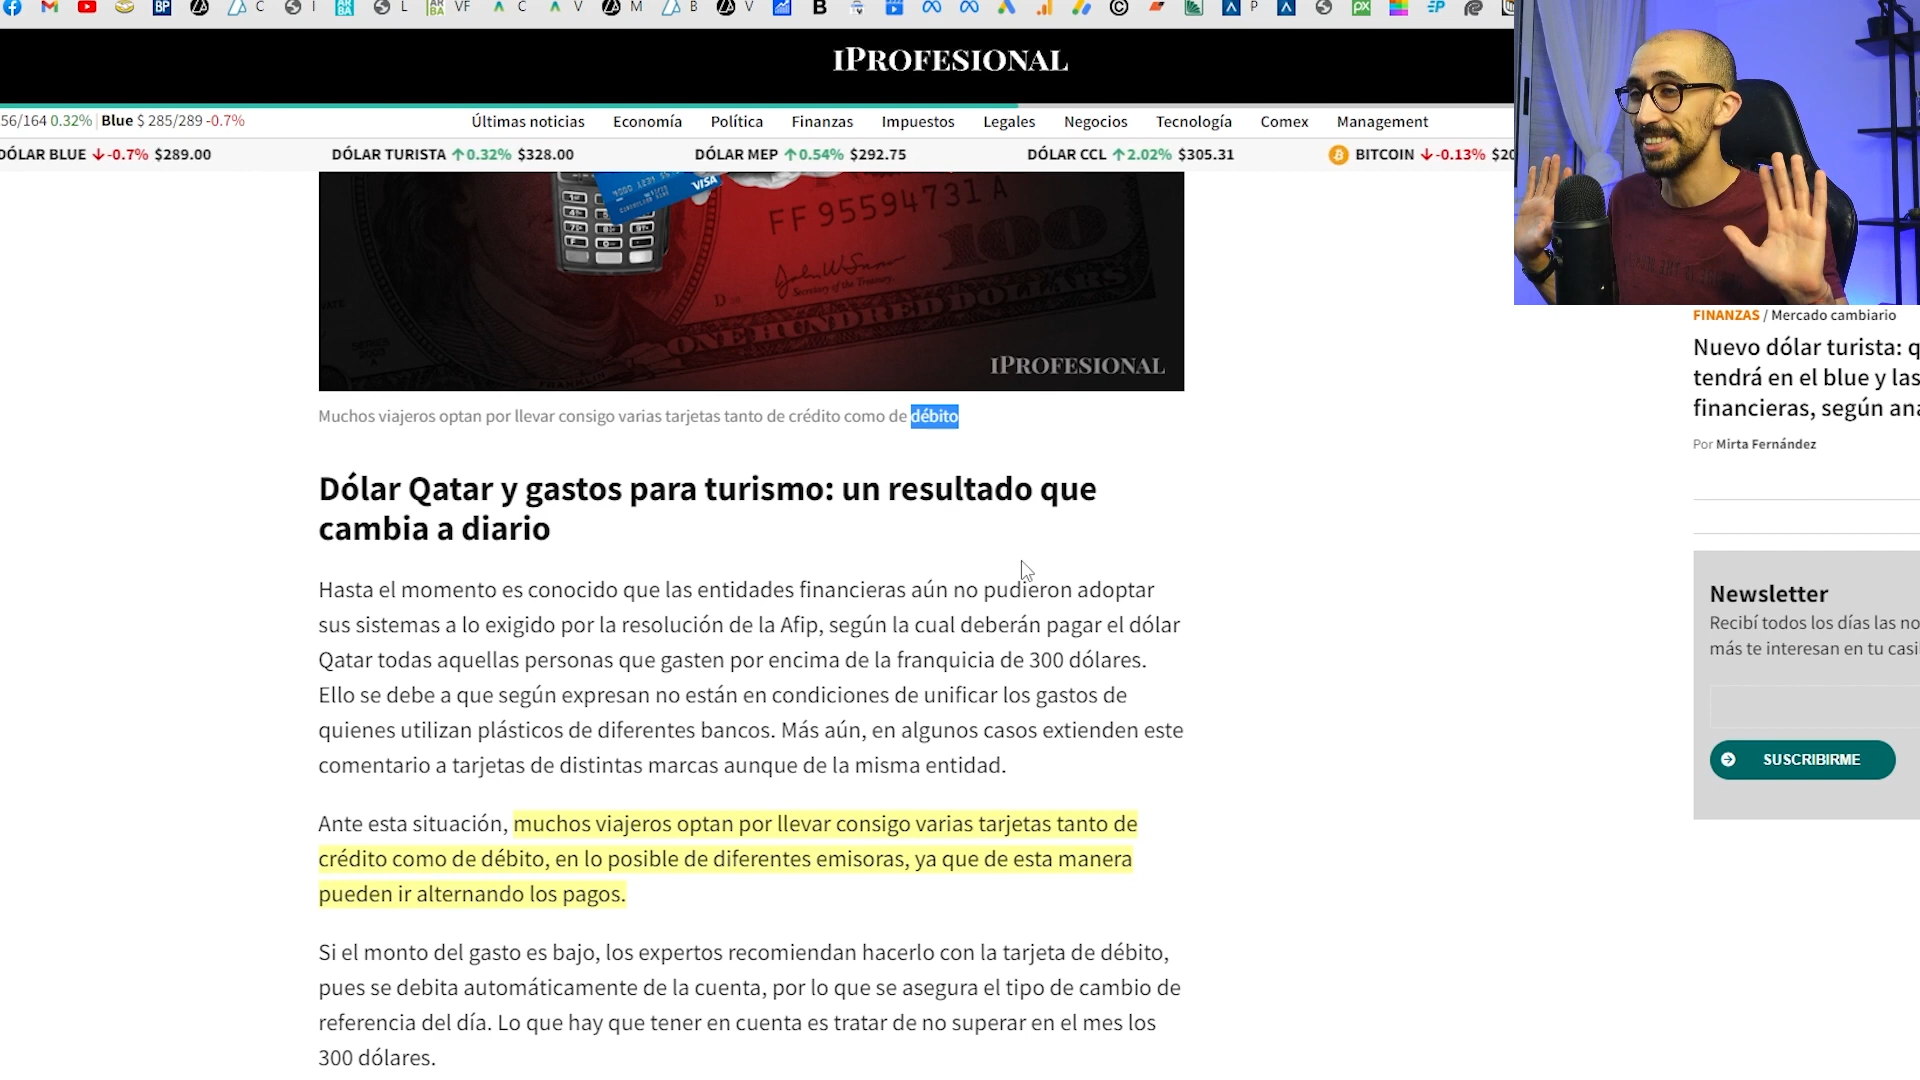 C
I
L
VF
C
V
M
B
V
P
IPROFESIONAL
56/164 0.32% | Blue $ 285/289 -0.7%
Últimas noticias Economía Política Finanzas Impuestos Legales Negocios Tecnología Comex Management
DÓLAR BLUE -0.7% $289.00
DÓLAR TURISTA 0.32% $328.00
DÓLAR MEP 0.54% $292.75
DÓLAR CCL 2.02% $305.31
BITCOIN -0.13% $20
VISA
FF 95594731 A
100
Secretary of the Treasury.
ONE HUNDRED DOLLARS
IPROFESIONAL
Muchos viajeros optan por llevar consigo varias tarjetas tanto de crédito como de débito
Dólar Qatar y gastos para turismo: un resultado que
cambia a diario
Hasta el momento es conocido que las entidades financieras aún no pudieron adoptar
sus sistemas a lo exigido por la resolución de la Afip, según la cual deberán pagar el dólar
Qatar todas aquellas personas que gasten por encima de la franquicia de 300 dólares.
Ello se debe a que según expresan no están en condiciones de unificar los gastos de
quienes utilizan plásticos de diferentes bancos. Más aún, en algunos casos extienden este
comentario a tarjetas de distintas marcas aunque de la misma entidad.
Ante esta situación, muchos viajeros optan por llevar consigo varias tarjetas tanto de
crédito como de débito, en lo posible de diferentes emisoras, ya que de esta manera
pueden ir alternando los pagos.
Si el monto del gasto es bajo, los expertos recomiendan hacerlo con la tarjeta de débito,
pues se debita automáticamente de la cuenta, por lo que se asegura el tipo de cambio de
referencia del día. Lo que hay que tener en cuenta es tratar de no superar en el mes los
300 dólares.
FINANZAS / Mercado cambiario
Nuevo dólar turista: q
tendrá en el blue y las
financieras, según ana
Por Mirta Fernández
Newsletter
Recibí todos los días las no
más te interesan en tu casi
SUSCRIBIRME